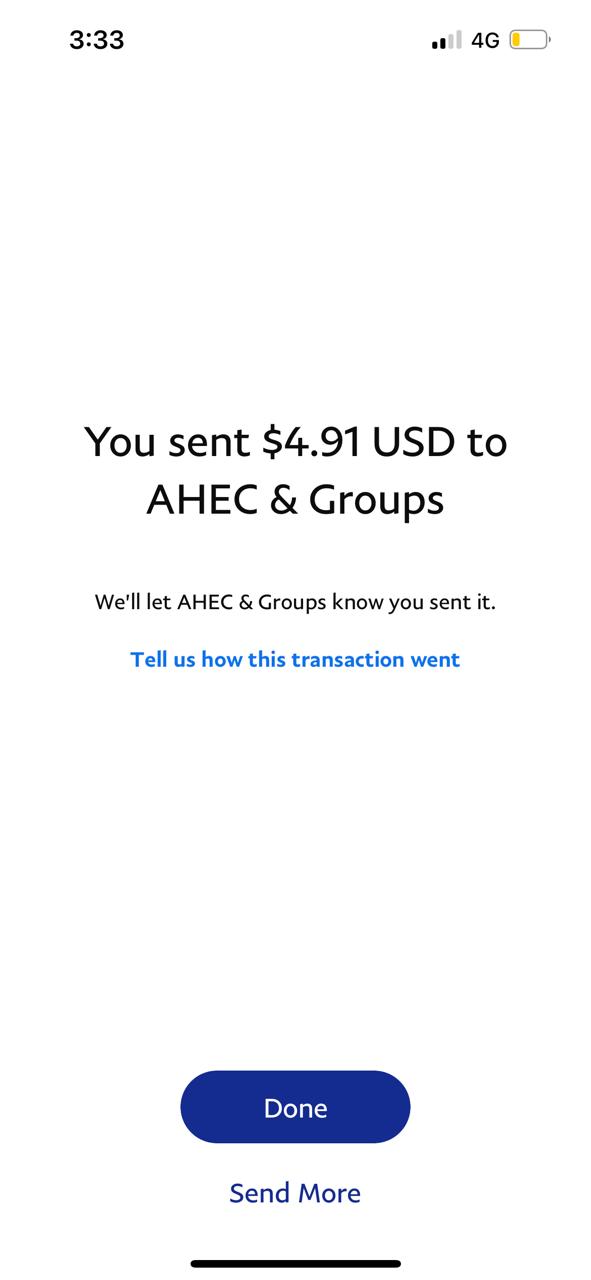 3:33
4G
You sent $4.91 USD to
AHEC & Groups
We'll let AHEC & Groups know you sent it.
Tell us how this transaction went
Done
Send More